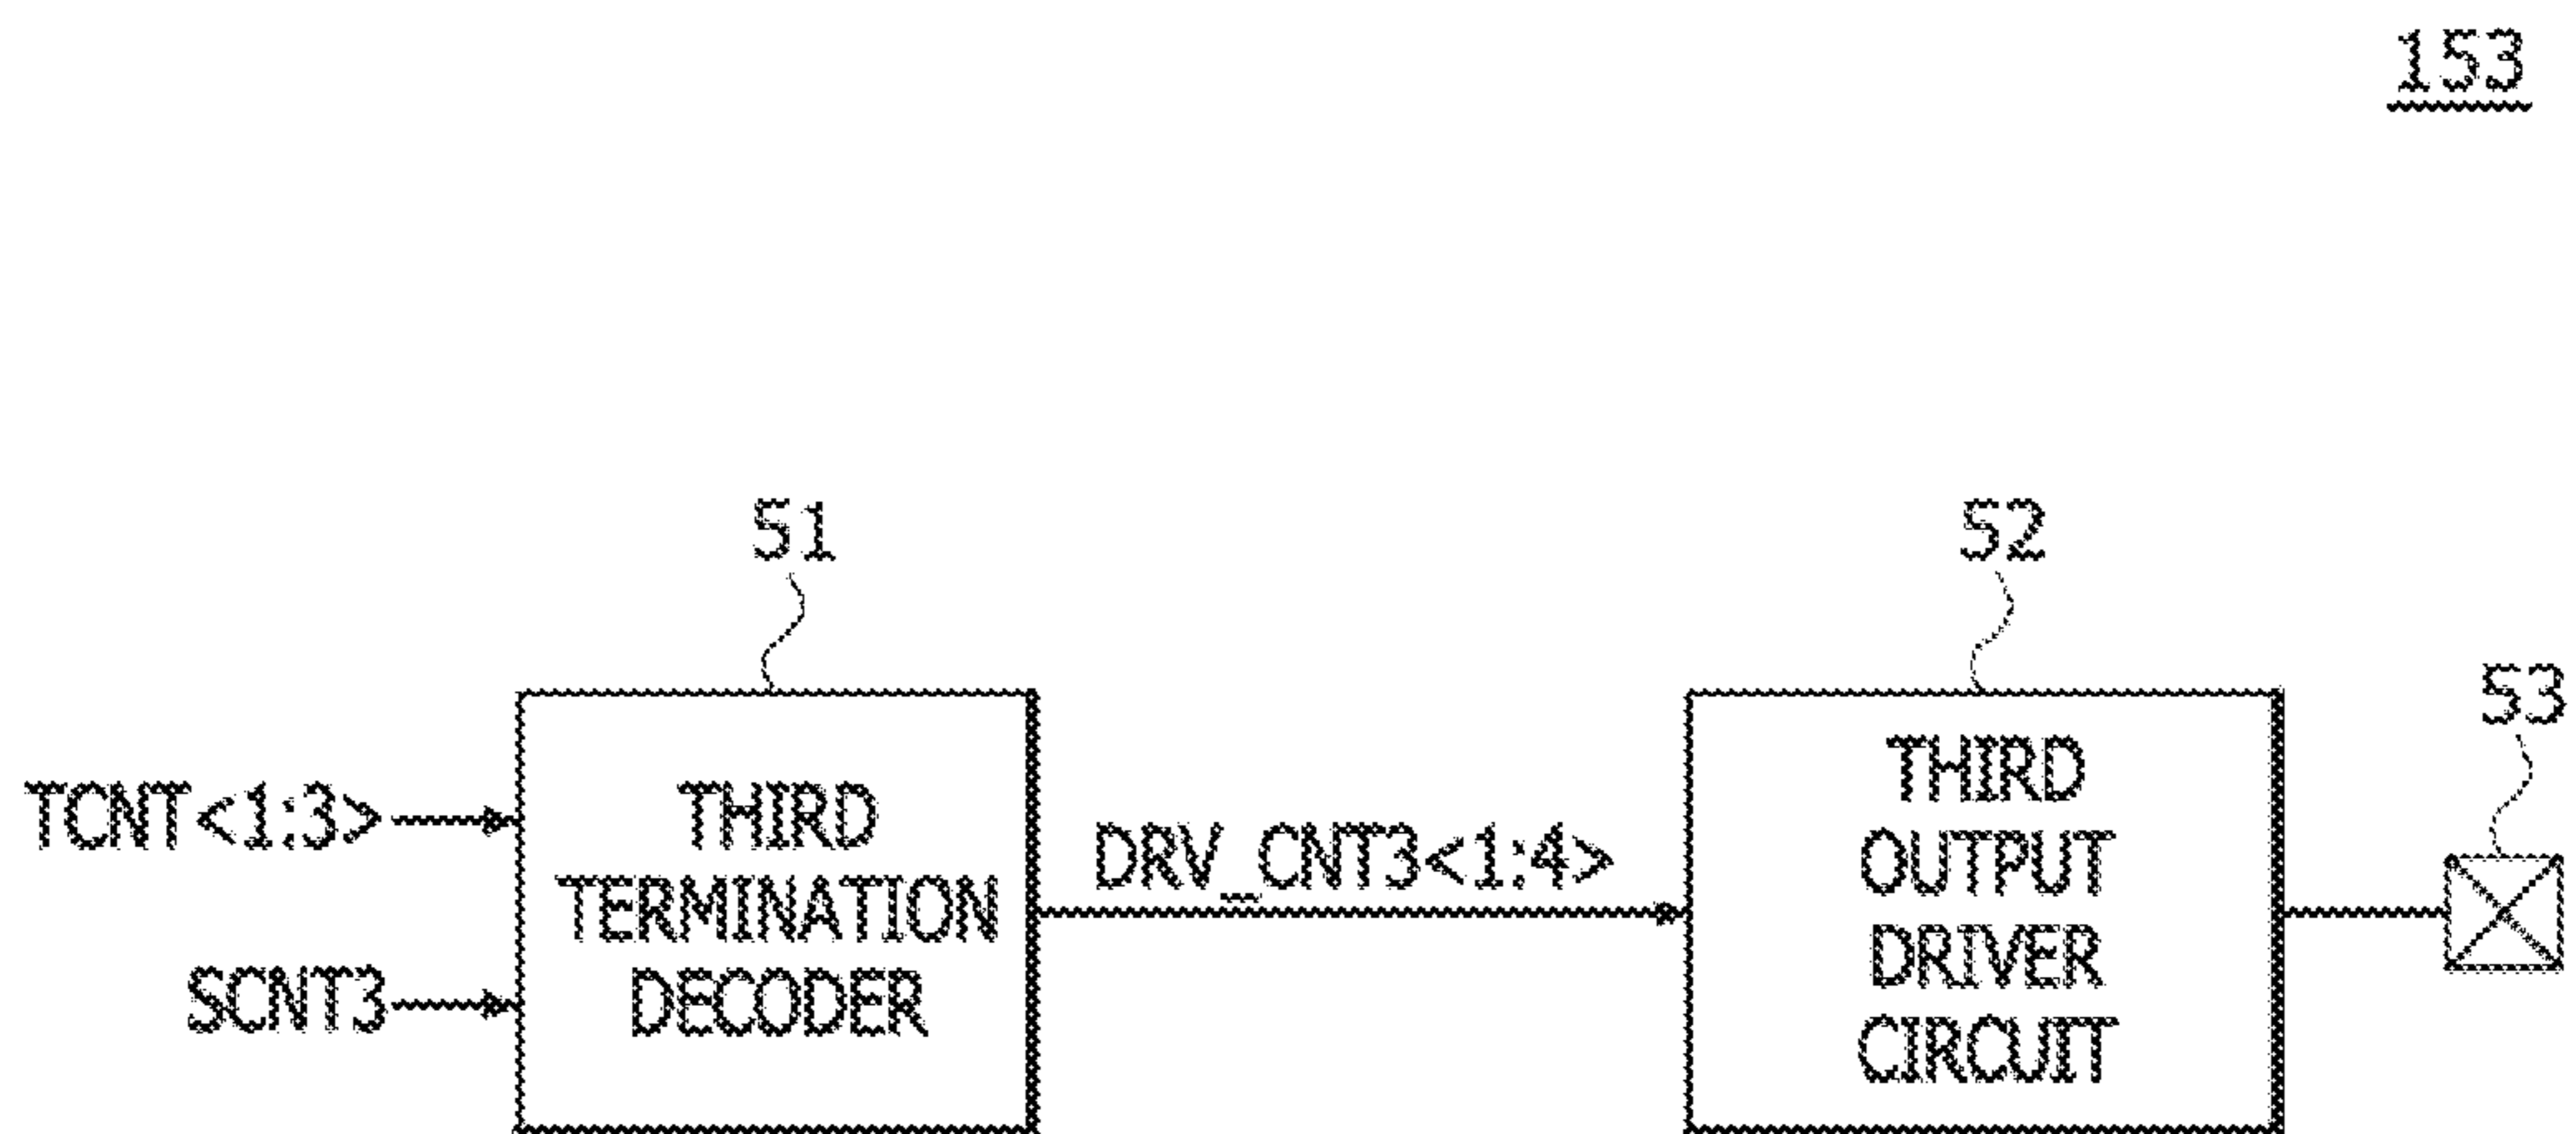 153
51
52
53
TCNT<1:3>
SCNT3
THIRD
TERMINATION
DECODER
DRV_CNT3<1:4>
THIRD
OUTPUT
DRIVER
CIRCUIT